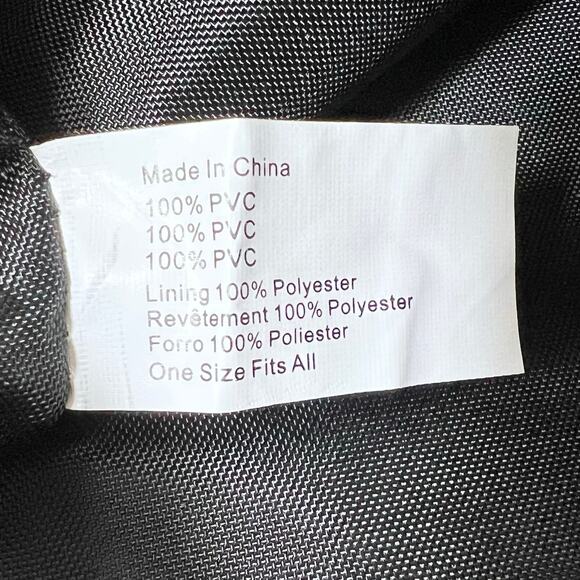 Made In China
100% PVC
100% PVC
100% PVC
Lining 100% Polyester
Revêtement 100% Polyester
Forro 100% Poliester
One Size Fits All